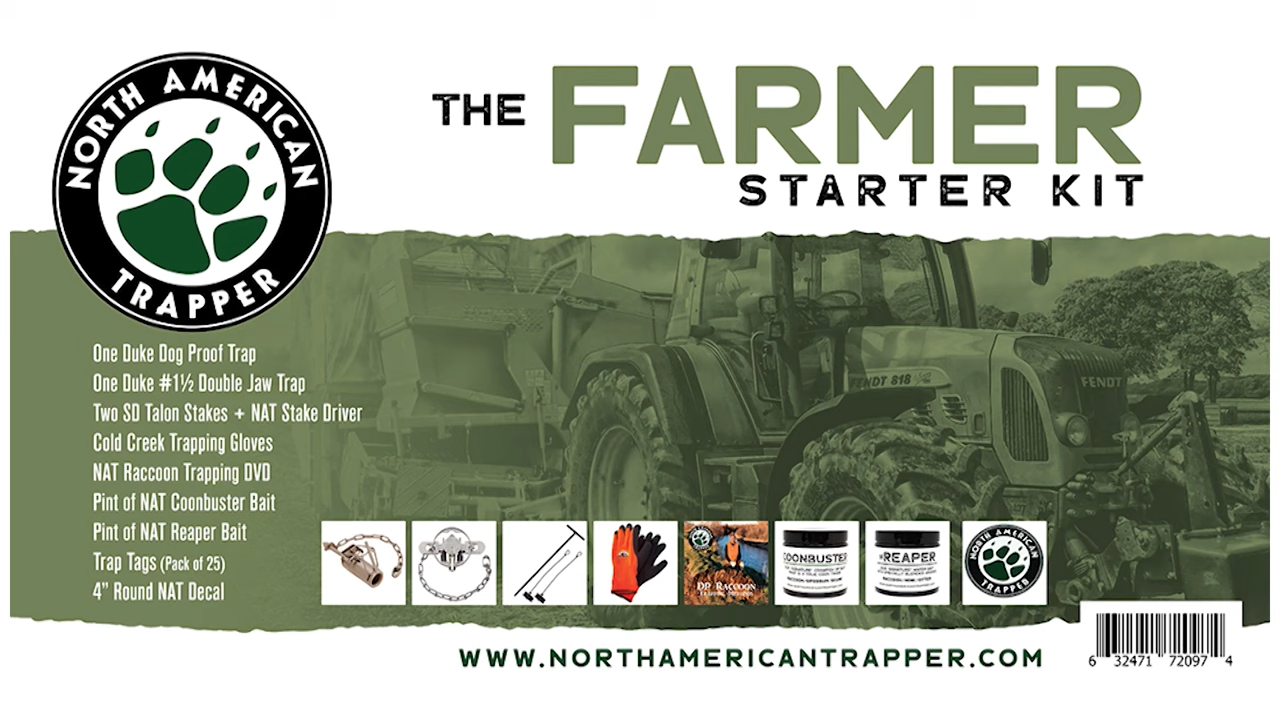 NORTH AMERICAN
TRAPPER
THE FARMER
STARTER KIT
One Duke Dog Proof Trap
One Duke #1½ Double Jaw Trap
Two SD Talon Stakes + NAT Stake Driver
Cold Creek Trapping Gloves
NAT Raccoon Trapping DVD
Pint of NAT Coonbuster Bait
Pint of NAT Reaper Bait
Trap Tags (Pack of 25)
4” Round NAT Decal
FENDT 818
FENDT
DP RACCOON
COONBUSTER
REAPER
NORTH AMERICAN
TRAPPER
WWW.NORTHAMERICANTRAPPER.COM
6 32471 72097 4